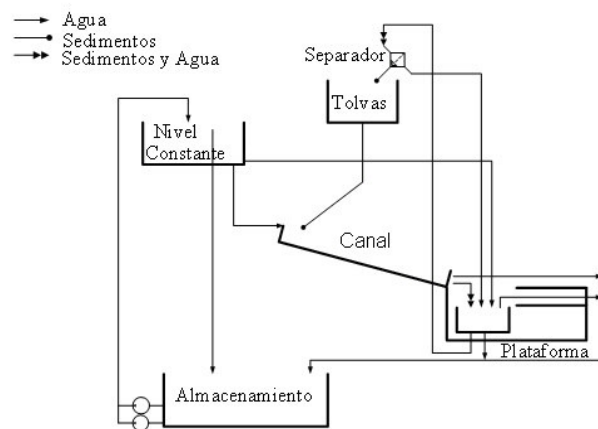 Agua
Sedimentos
Sedimentos y Agua
Separador
Tolvas
Nivel
Constante
Canal
Plataforma
Almacenamiento